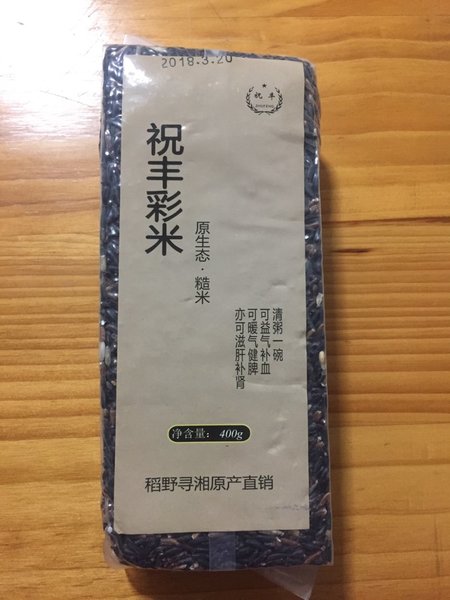 2018.3.20
祝丰
ZHUFENG
祝丰彩米
原生态·糙米
清粥一碗
可益气补血
可暖气健脾
亦可滋肝补肾
净含量：400g
稻野寻湘原产直销